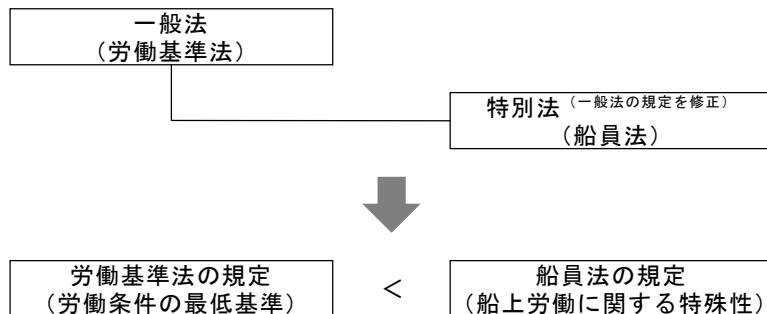 一般法
（労働基準法）
特別法（一般法の規定を修正）
（船員法）
労働基準法の規定
（労働条件の最低基準）
＜
船員法の規定
（船上労働に関する特殊性）